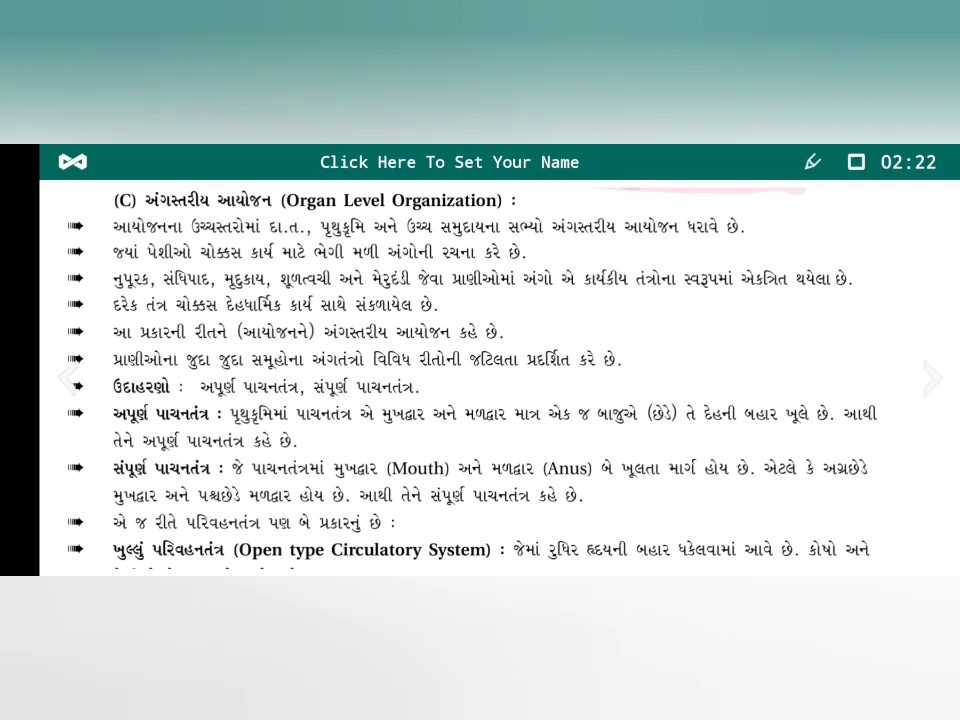 Click Here To Set Your Name
02:22
(C) અંગસ્તરીય આયોજન (Organ Level Organization) :
આયોજનના ઉચ્ચસ્તરોમાં દા.ત., પૃથુકૃમિ અને ઉચ્ચ સમુદાયના સભ્યો અંગસ્તરીય આયોજન ધરાવે છે.
જ્યાં પેશીઓ ચોક્કસ કાર્ય માટે ભેગી મળી અંગોની રચના કરે છે.
નુપૂરક, સંધિપાદ, મૃદુકાય, શૂળત્વચી અને મેરુદંડી જેવા પ્રાણીઓમાં અંગો એ કાર્યકીય તંત્રોના સ્વરૂપમાં એકત્રિત થયેલા છે.
દરેક તંત્ર ચોક્કસ દેહધાર્મિક કાર્ય સાથે સંકળાયેલ છે.
આ પ્રકારની રીતને (આયોજનને) અંગસ્તરીય આયોજન કહે છે.
પ્રાણીઓના જુદા જુદા સમૂહોના અંગતંત્રો વિવિધ રીતોની જટિલતા પ્રદર્શિત કરે છે.
ઉદાહરણો : અપૂર્ણ પાચનતંત્ર, સંપૂર્ણ પાચનતંત્ર.
અપૂર્ણ પાચનતંત્ર : પૃથુકૃમિમાં પાચનતંત્ર એ મુખદ્વાર અને મળદ્વાર માત્ર એક જ બાજુએ (છેડે) તે દેહની બહાર ખૂલે છે. આથી
તેને અપૂર્ણ પાચનતંત્ર કહે છે.
સંપૂર્ણ પાચનતંત્ર : જે પાચનતંત્રમાં મુખદ્વાર (Mouth) અને મળદ્વાર (Anus) બે ખૂલતા માર્ગ હોય છે. એટલે કે અગ્રછેડે
મુખદ્વાર અને પશ્ચછેડે મળદ્વાર હોય છે. આથી તેને સંપૂર્ણ પાચનતંત્ર કહે છે.
એ જ રીતે પરિવહનતંત્ર પણ બે પ્રકારનું છે :
ખુલ્લું પરિવહનતંત્ર (Open type Circulatory System) : જેમાં રુધિર હૃદયની બહાર ધકેલવામાં આવે છે. કોષો અને